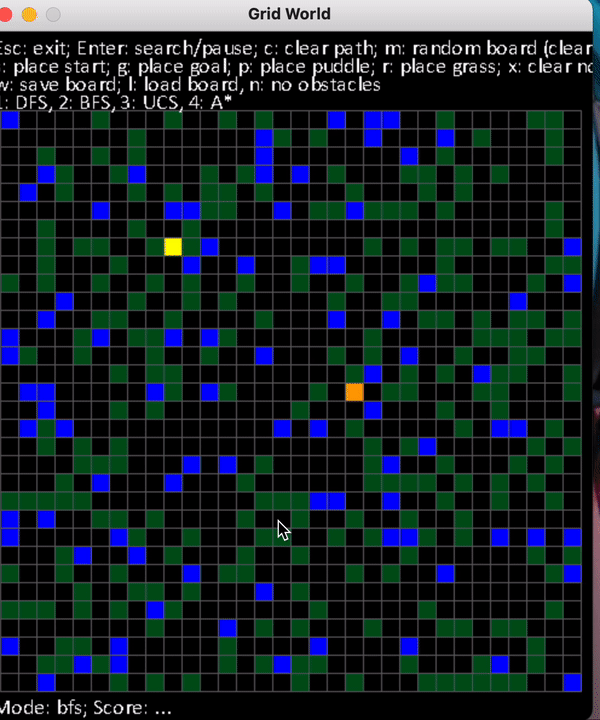 Grid World
Esc: exit; Enter: search/pause; c: clear path; m: random board (clear
: place start; g: place goal; p: place puddle; r: place grass; x: clear no
w: save board; l: load board, n: no obstacles
1: DFS, 2: BFS, 3: UCS, 4: A*
Mode: bfs; Score: ...